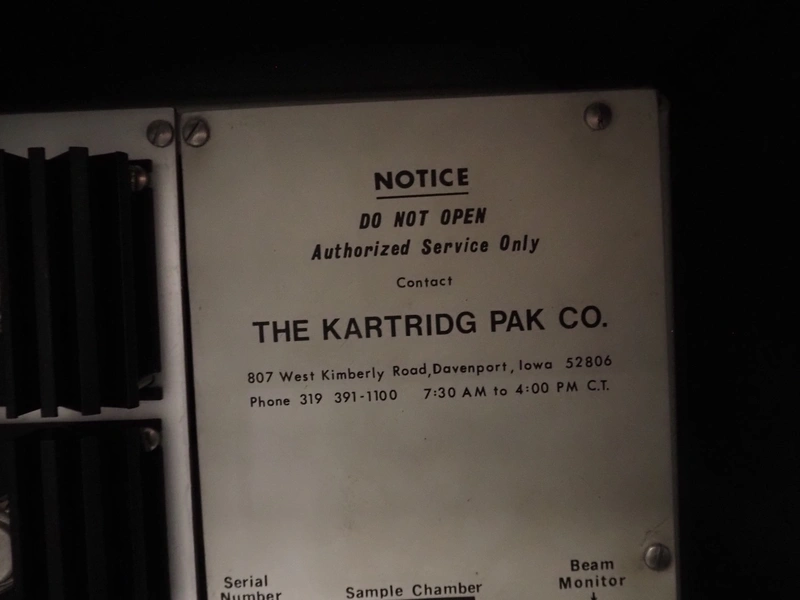 NOTICE
DO NOT OPEN
Authorized Service Only
Contact
THE KARTRIDG PAK CO.
807 West Kimberly Road, Davenport, Iowa 52806
Phone 319 391-1100 7:30 AM to 4:00 PM C.T.
Serial
Number
Sample Chamber
Beam
Monitor